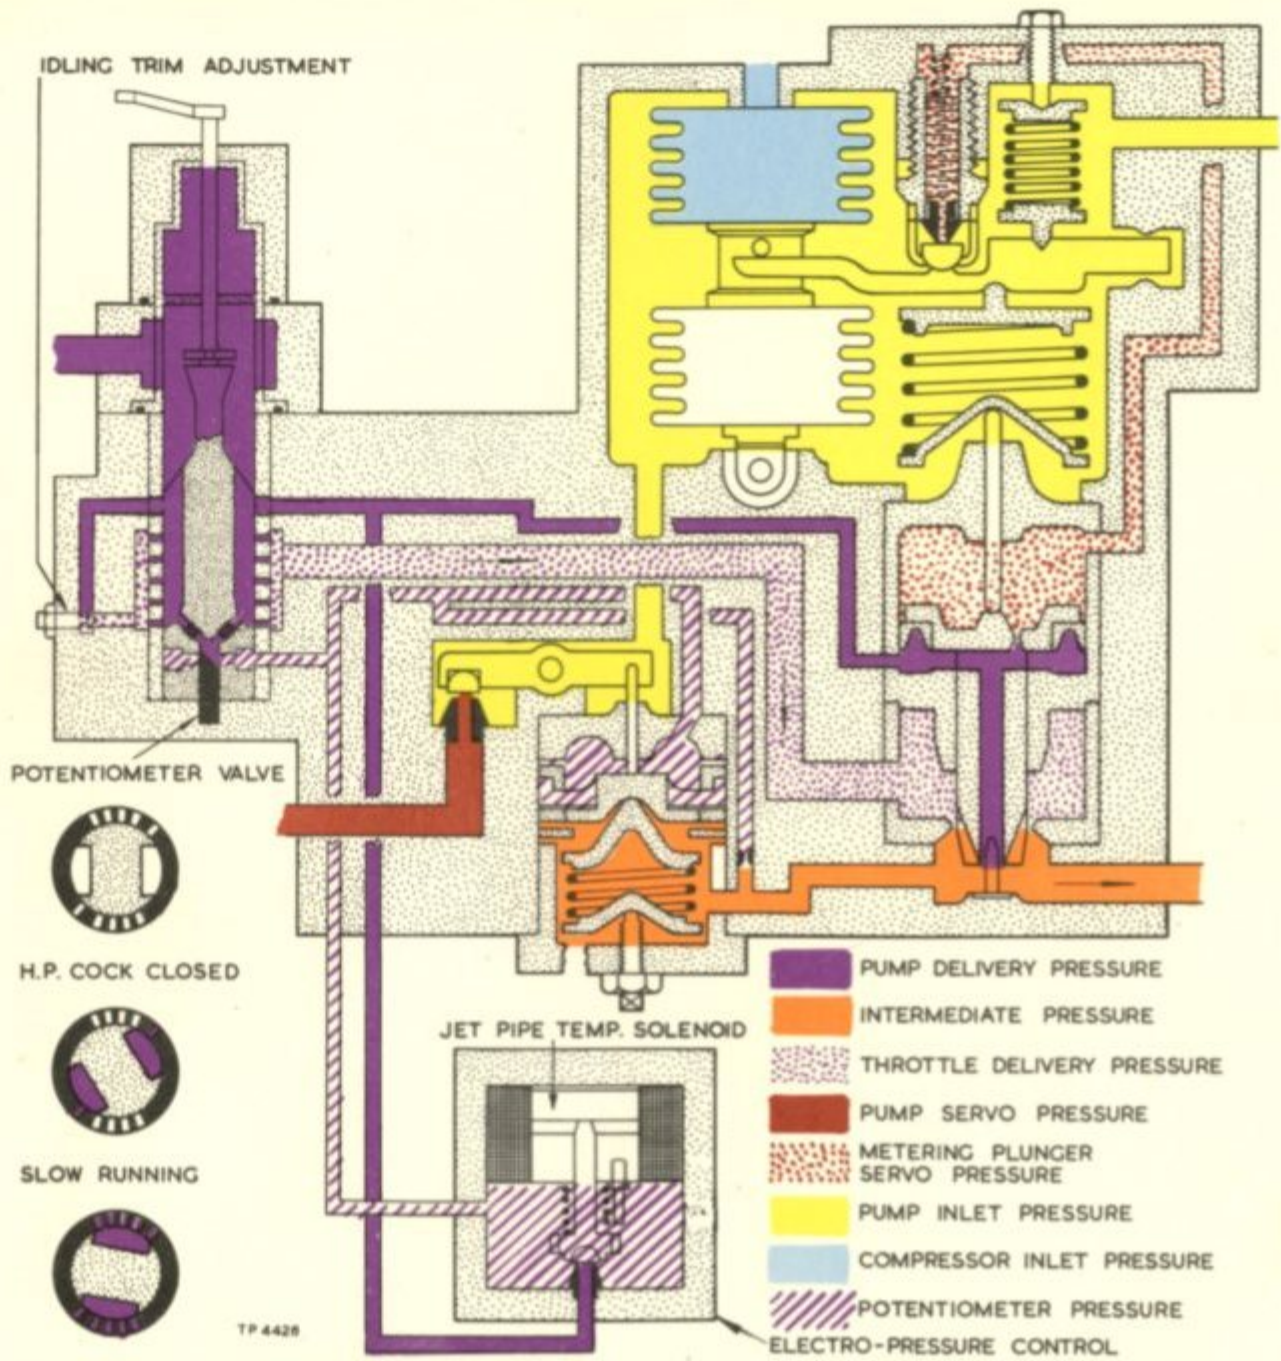 IDLING TRIM ADJUSTMENT
POTENTIOMETER VALVE
H.P. COCK CLOSED
SLOW RUNNING
TP 4428
JET PIPE TEMP. SOLENOID
PUMP DELIVERY PRESSURE
INTERMEDIATE PRESSURE
THROTTLE DELIVERY PRESSURE
PUMP SERVO PRESSURE
METERING PLUNGER
SERVO PRESSURE
PUMP INLET PRESSURE
COMPRESSOR INLET PRESSURE
POTENTIOMETER PRESSURE
ELECTRO-PRESSURE CONTROL